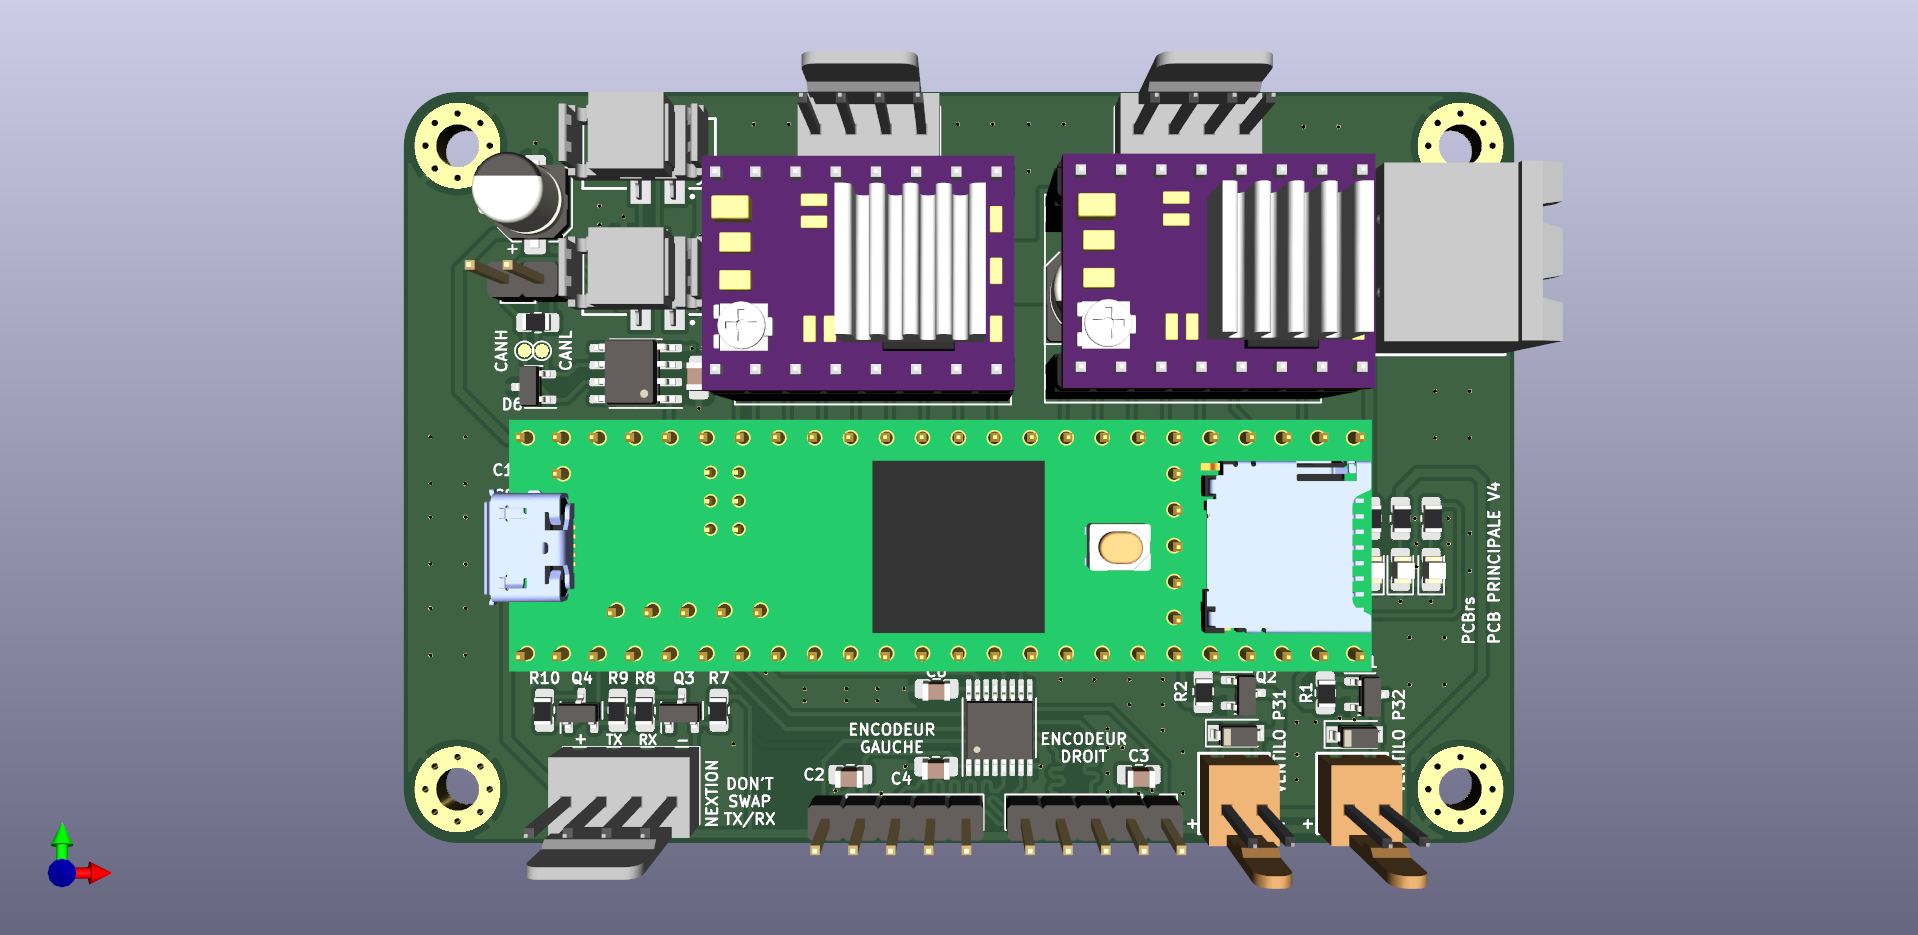 +
CANH
CANL
D6
C1
PCBrs
PCB PRINCIPALE V4
R10 Q4 R9 R8 Q3 R7
+ TX RX −
NEXTION
DON'T
SWAP
TX/RX
ENCODEUR
GAUCHE
C2
C4
ENCODEUR
DROIT
C3
R2
Q2
P31
VENTILO
+
R1
P32
+